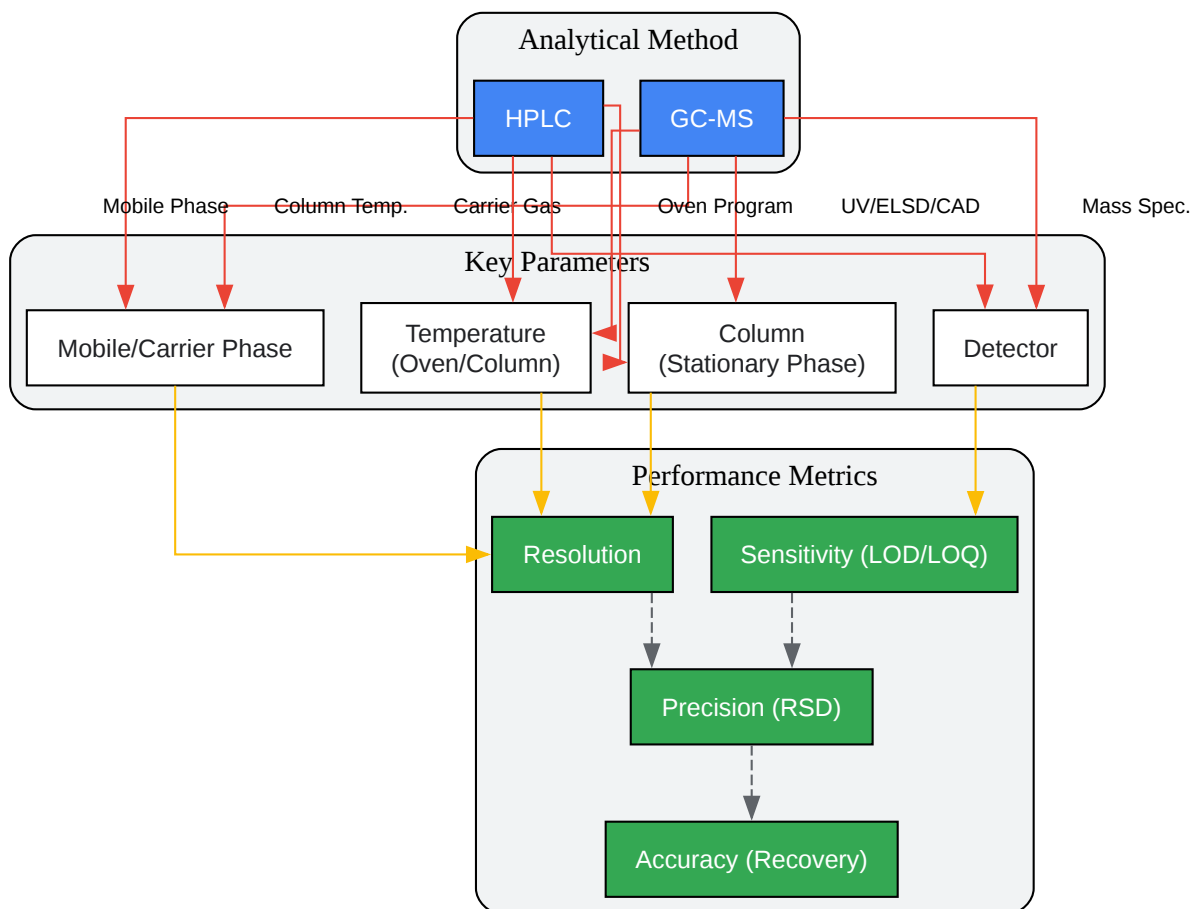 Analytical Method
HPLC
GC-MS
Mobile Phase
Column Temp.
Carrier Gas
Oven Program
UV/ELSD/CAD
Mass Spec.
Key Parameters
Mobile/Carrier Phase
Temperature
(Oven/Column)
Column
(Stationary Phase)
Detector
Performance Metrics
Resolution
Sensitivity (LOD/LOQ)
Precision (RSD)
Accuracy (Recovery)